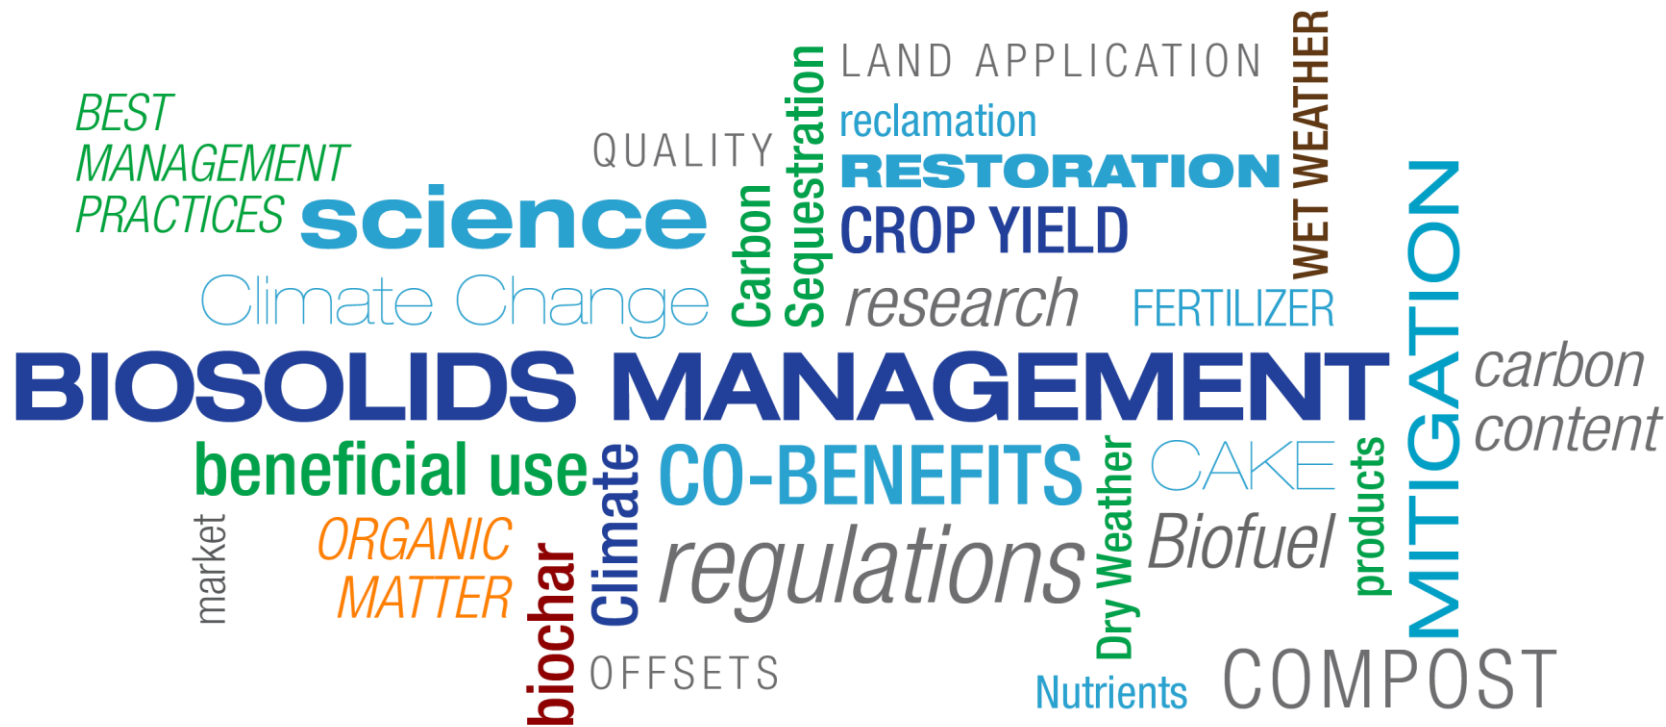 BEST
MANAGEMENT
PRACTICES
QUALITY
science
Climate Change
Carbon
Sequestration
LAND APPLICATION
reclamation
RESTORATION
CROP YIELD
research
FERTILIZER
WET WEATHER
BIOSOLIDS MANAGEMENT
MITIGATION
carbon
content
beneficial use
market
ORGANIC
MATTER
biochar
Climate
CO-BENEFITS
regulations
OFFSETS
Dry Weather
CAKE
Biofuel
products
Nutrients
COMPOST